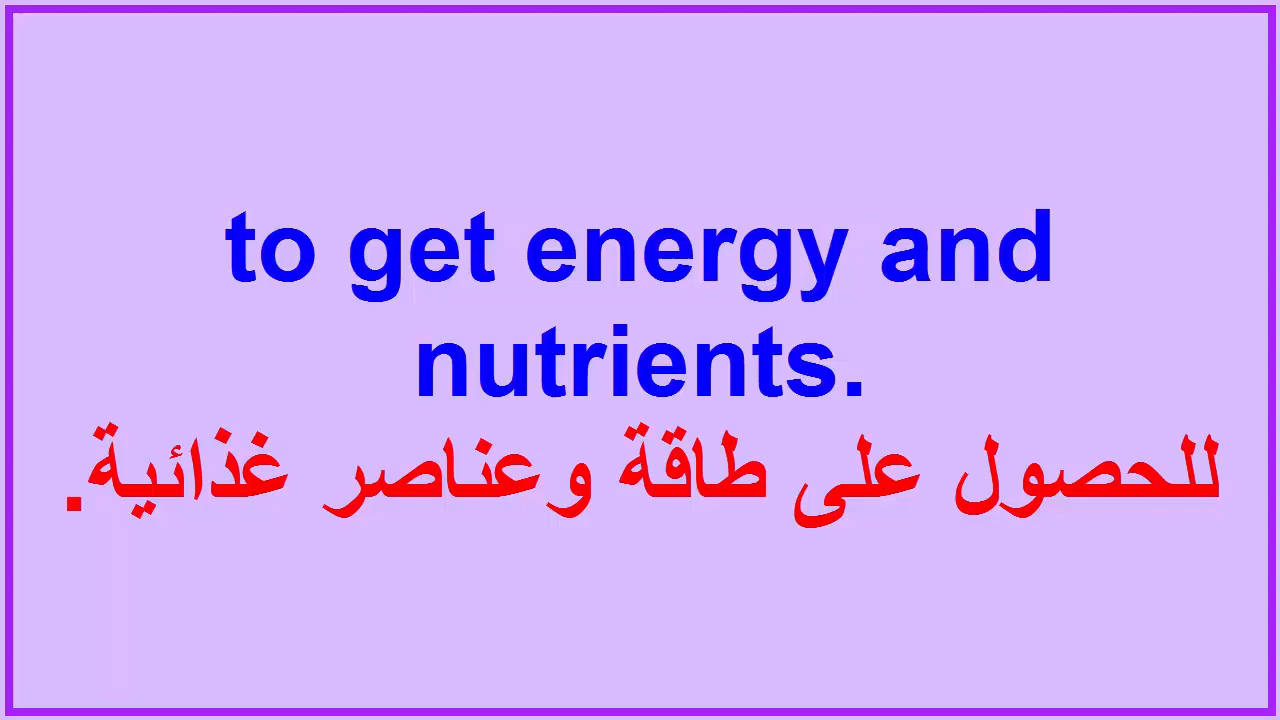 to get energy and
nutrients.
للحصول على طاقة وعناصر غذائية.